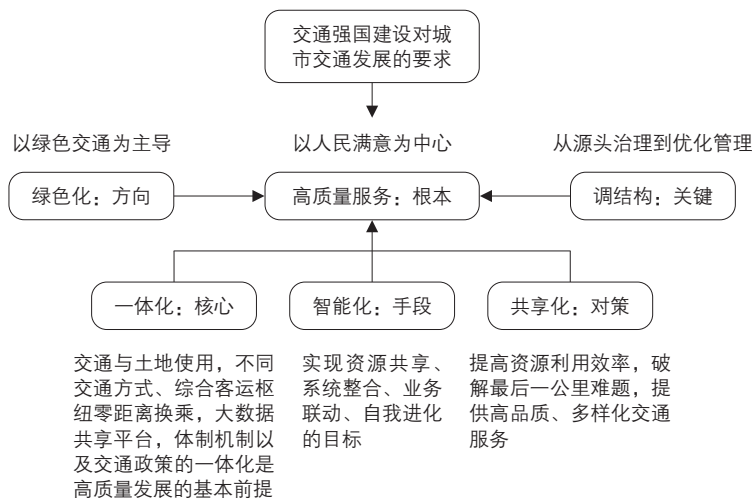 交通强国建设对城
市交通发展的要求
以绿色交通为主导
以人民满意为中心
从源头治理到优化管理
绿色化：方向
高质量服务：根本
调结构：关键
一体化：核心
智能化：手段
共享化：对策
交通与土地使用，不同
交通方式、综合客运枢
纽零距离换乘，大数据
共享平台，体制机制以
及交通政策的一体化是
高质量发展的基本前提
实现资源共享、
系统整合、业务
联动、自我进化
的目标
提高资源利用效率，破
解最后一公里难题，提
供高品质、多样化交通
服务